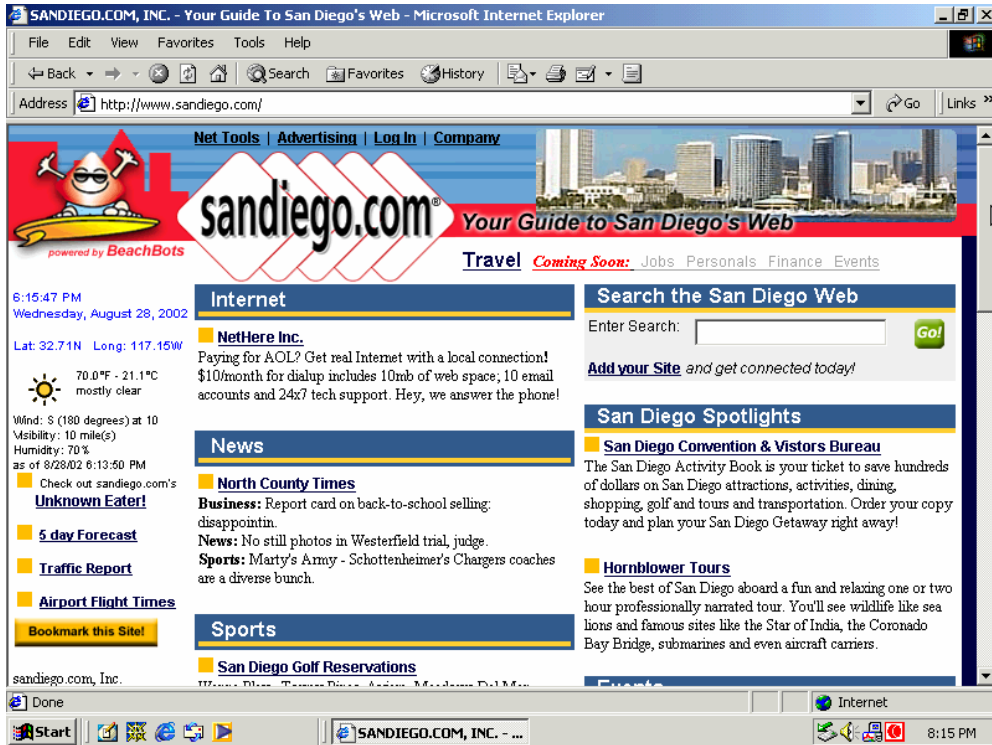 SANDIEGO.COM, INC. - Your Guide To San Diego's Web - Microsoft Internet Explorer
File Edit View Favorites Tools Help
Back Search Favorites History
Address http://www.sandiego.com/ Go Links »
Net Tools | Advertising | Log In | Company
sandiego.com®
Your Guide to San Diego's Web
powered by BeachBots
Travel Coming Soon: Jobs Personals Finance Events
6:15:47 PM
Wednesday, August 28, 2002
Lat: 32.71N Long: 117.15W
70.0°F - 21.1°C
mostly clear
Wind: S (180 degrees) at 10
Visibility: 10 mile(s)
Humidity: 70%
as of 8/28/02 6:13:50 PM
Check out sandiego.com's
Unknown Eater!
5 day Forecast
Traffic Report
Airport Flight Times
Bookmark this Site!
sandiego.com, Inc.
Internet
NetHere Inc.
Paying for AOL? Get real Internet with a local connection!
$10/month for dialup includes 10mb of web space; 10 email
accounts and 24x7 tech support. Hey, we answer the phone!
News
North County Times
Business: Report card on back-to-school selling:
disappointin.
News: No still photos in Westerfield trial, judge.
Sports: Marty's Army - Schottenheimer's Chargers coaches
are a diverse bunch.
Sports
San Diego Golf Reservations
Search the San Diego Web
Enter Search: Go!
Add your Site and get connected today!
San Diego Spotlights
San Diego Convention & Vistors Bureau
The San Diego Activity Book is your ticket to save hundreds
of dollars on San Diego attractions, activities, dining,
shopping, golf and tours and transportation. Order your copy
today and plan your San Diego Getaway right away!
Hornblower Tours
See the best of San Diego aboard a fun and relaxing one or two
hour professionally narrated tour. You'll see wildlife like sea
lions and famous sites like the Star of India, the Coronado
Bay Bridge, submarines and even aircraft carriers.
Events
Done Internet
Start SANDIEGO.COM, INC. - ... 8:15 PM